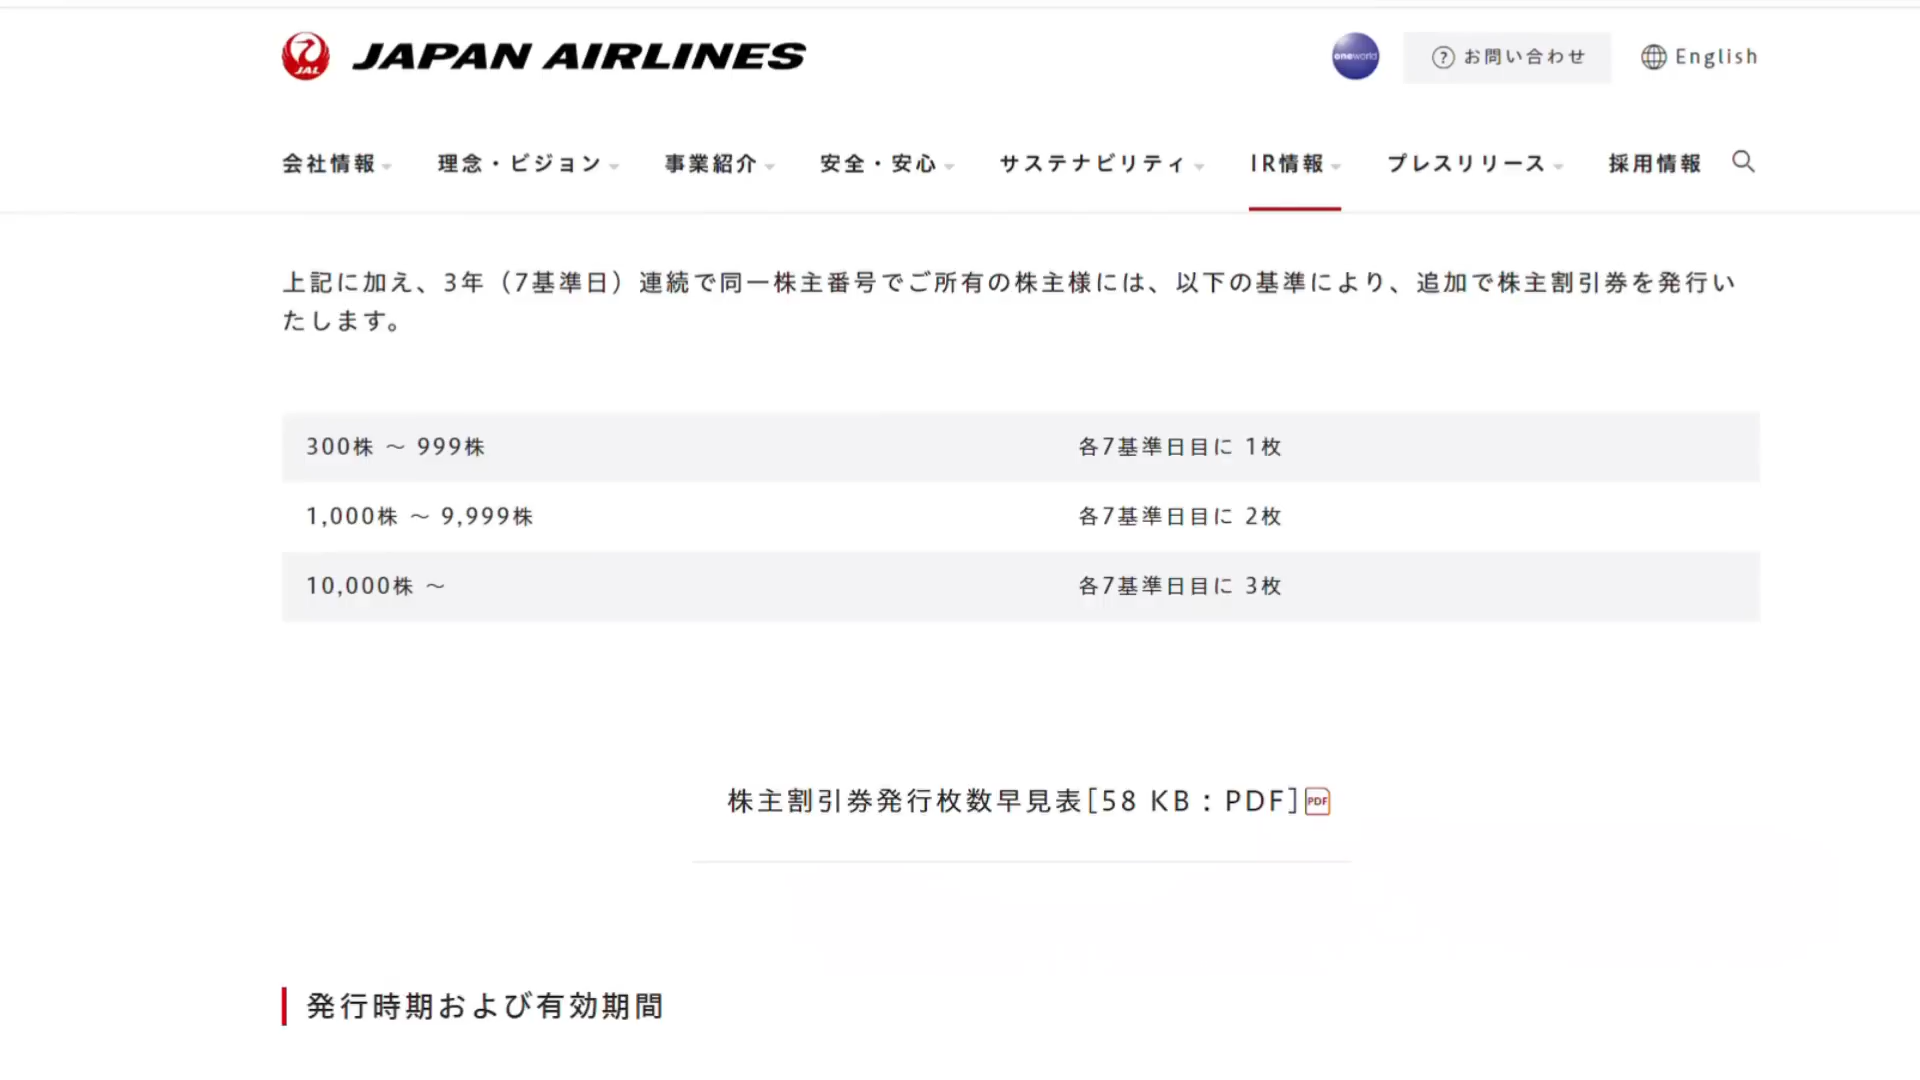 JAL
JAPAN AIRLINES
oneworld
? お問い合わせ
English
会社情報
理念・ビジョン
事業紹介
安全・安心
サステナビリティ
IR情報
プレスリリース
採用情報
上記に加え、3年（7基準日）連続で同一株主番号でご所有の株主様には、以下の基準により、追加で株主割引券を発行い
たします。
300株 ～ 999株 各7基準日目に 1枚
1,000株 ～ 9,999株 各7基準日目に 2枚
10,000株 ～ 各7基準日目に 3枚
株主割引券発行枚数早見表[58 KB : PDF] PDF
発行時期および有効期間